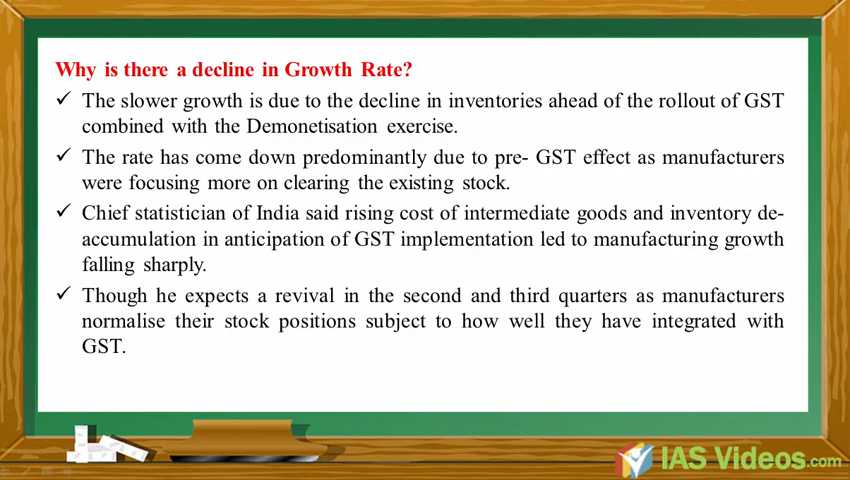 Why is there a decline in Growth Rate?
✓ The slower growth is due to the decline in inventories ahead of the rollout of GST
combined with the Demonetisation exercise.
✓ The rate has come down predominantly due to pre- GST effect as manufacturers
were focusing more on clearing the existing stock.
✓ Chief statistician of India said rising cost of intermediate goods and inventory de-
accumulation in anticipation of GST implementation led to manufacturing growth
falling sharply.
✓ Though he expects a revival in the second and third quarters as manufacturers
normalise their stock positions subject to how well they have integrated with
GST.
IAS Videos.com